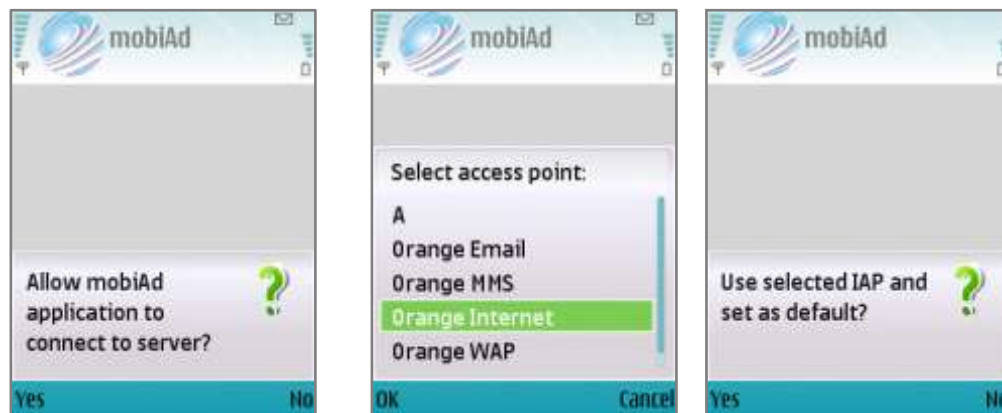 mobiAd
Allow mobiAd
application to
connect to server?
Yes No
mobiAd
Select access point:
A
Orange Email
Orange MMS
Orange Internet
Orange WAP
OK Cancel
mobiAd
Use selected IAP and
set as default?
Yes No